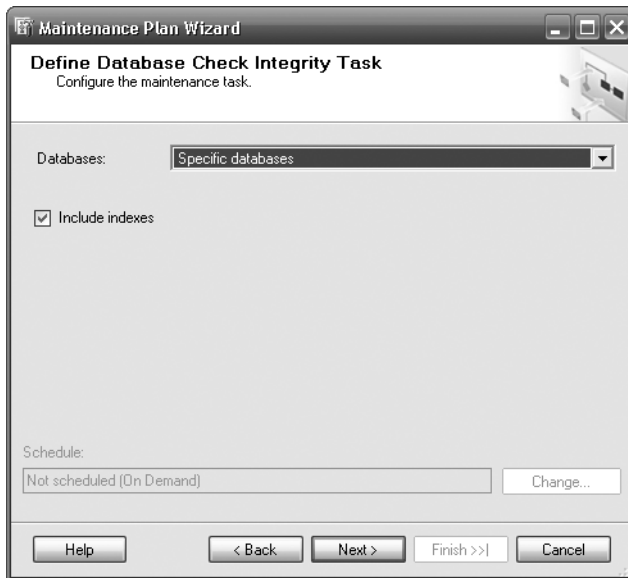 Maintenance Plan Wizard
Define Database Check Integrity Task
Configure the maintenance task.
Databases: Specific databases
Include indexes
Schedule:
Not scheduled (On Demand) Change...
Help < Back Next > Finish >>| Cancel